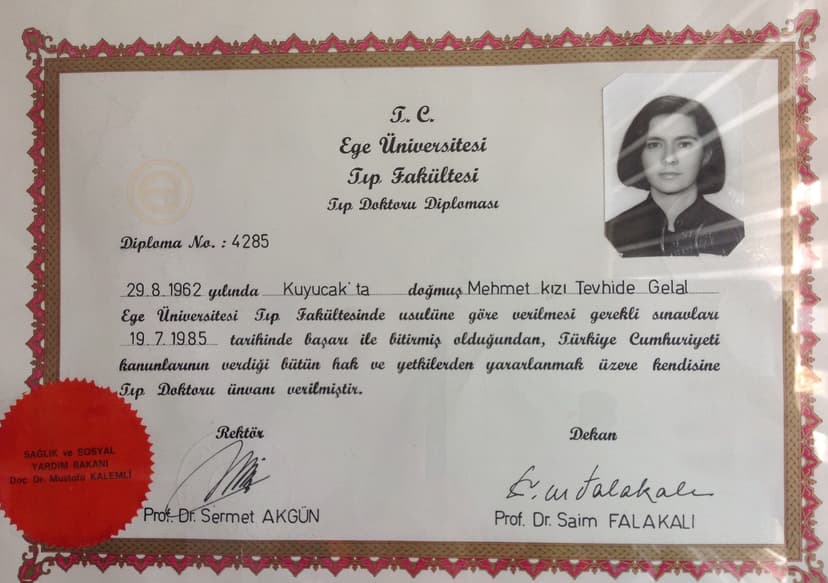 T. C.
Ege Üniversitesi
Tıp Fakültesi
Tıp Doktoru Diploması
Diploma No. : 4285
29.8.1962 yılında Kuyucak'ta doğmuş Mehmet kızı Tevhide Gelal
Ege Üniversitesi Tıp Fakültesinde usulüne göre verilmesi gerekli sınavları
19.7.1985 tarihinde başarı ile bitirmiş olduğundan, Türkiye Cumhuriyeti
kanunlarının verdiği bütün hak ve yetkilerden yararlanmak üzere kendisine
Tıp Doktoru ünvanı verilmiştir.
Rektör
Dekan
SAĞLIK ve SOSYAL
YARDIM BAKANI
Doç. Dr. Mustafa KALEMLİ
Prof. Dr. Sermet AKGÜN
Prof. Dr. Saim FALAKALI